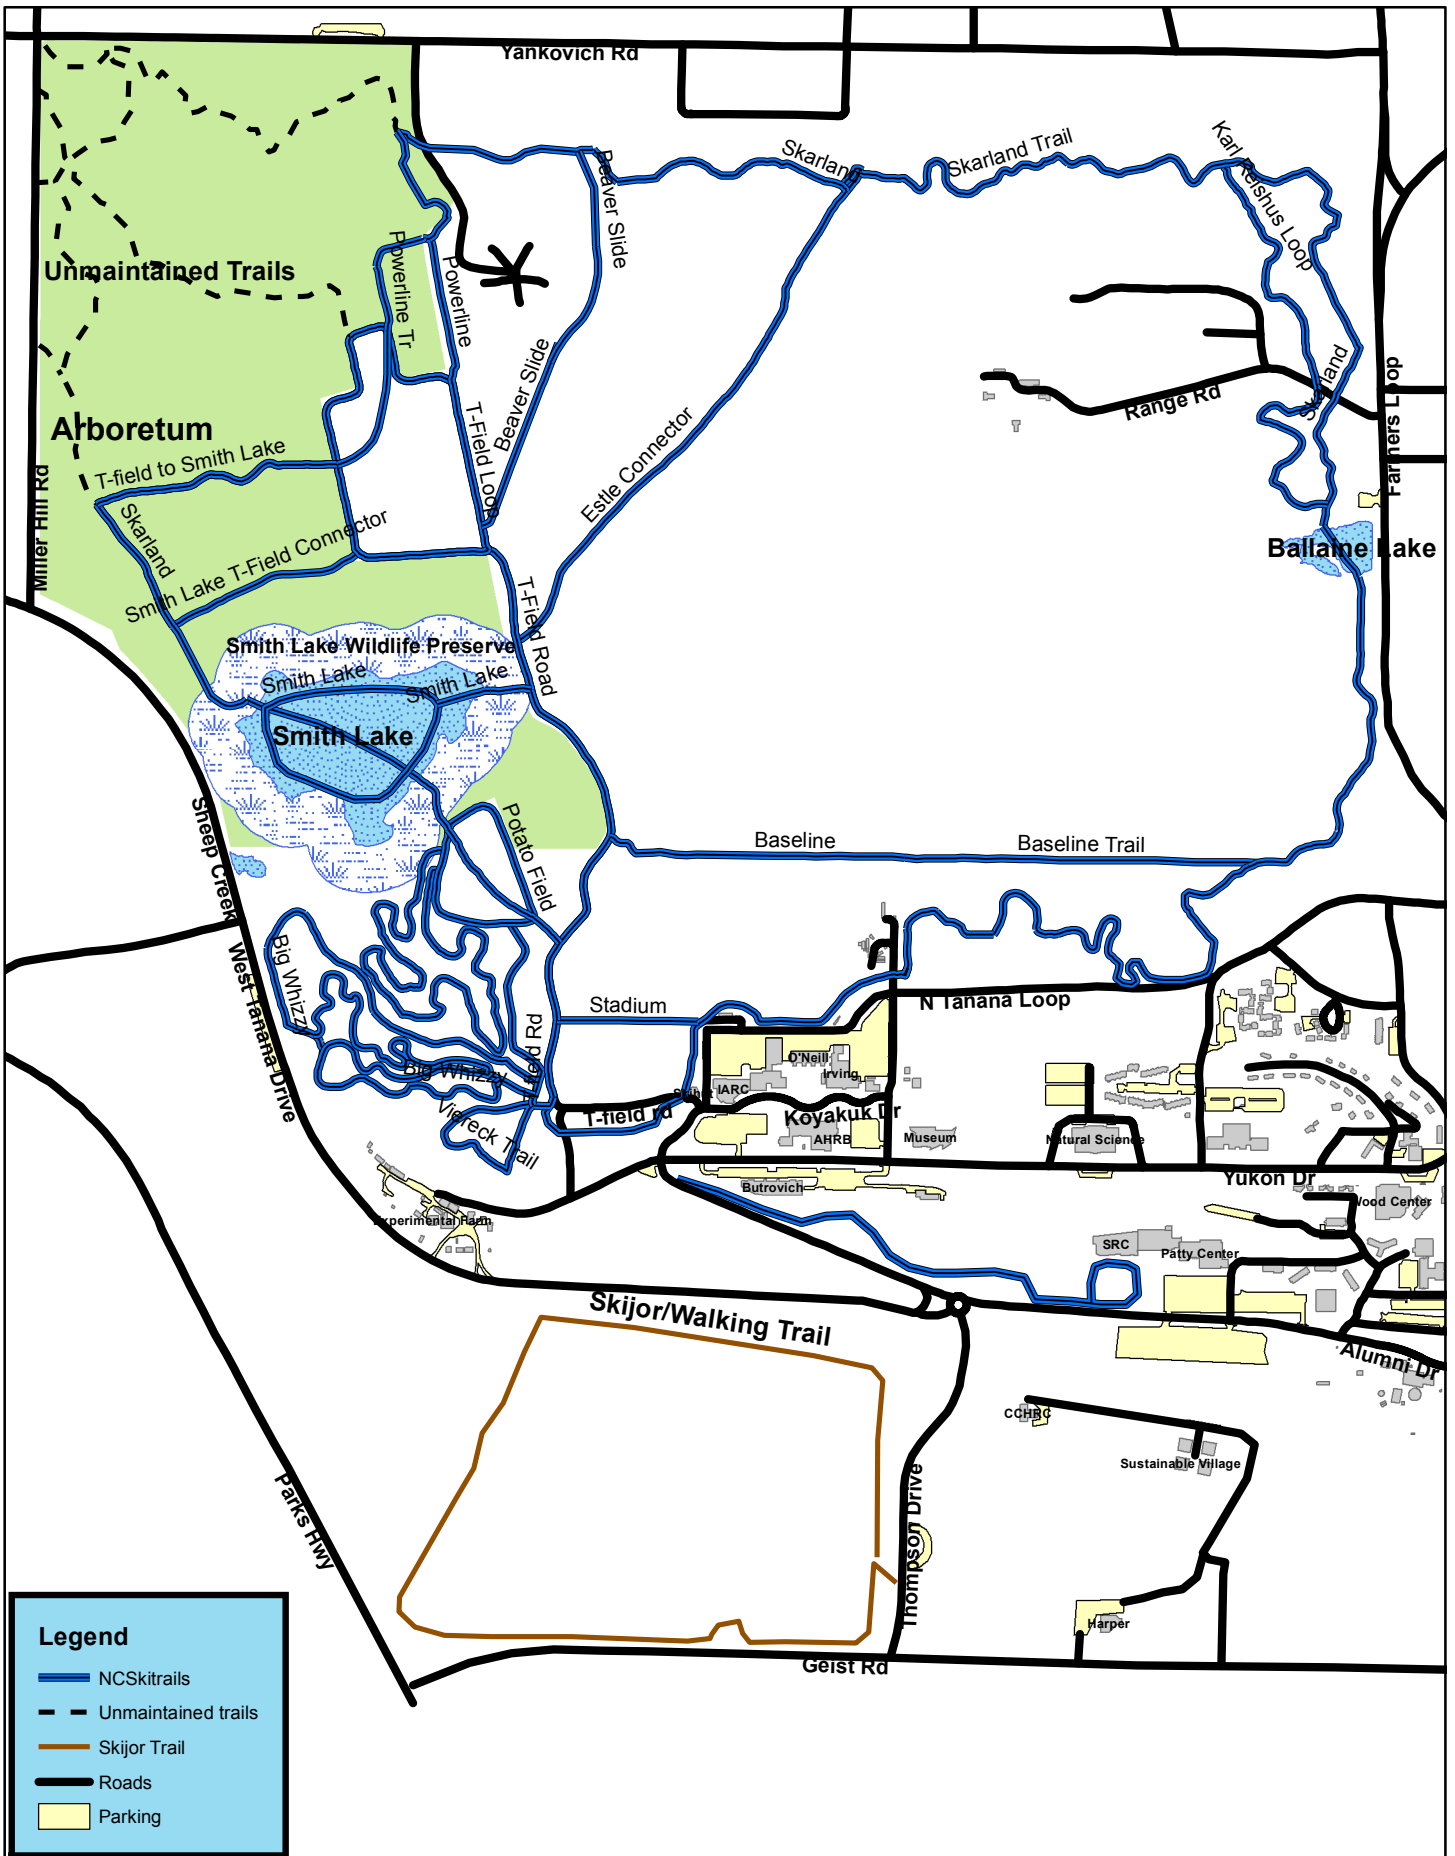 Yankovich Rd
Skarland
Skarland Trail
Karl Reishus Loop
Beaver Slide
Powerline Tr
Powerline
Unmaintained Trails
Beaver Slide
Skarland
Range Rd
Farmers Loop
Arboretum
T-Field Loop
Estle Connector
T-field to Smith Lake
Miller Hill Rd
Skarland
Smith Lake T-Field Connector
Ballaine Lake
T-Field Road
Smith Lake Wildlife Preserve
Smith Lake
Smith Lake
Smith Lake
Sheep Creek
Potato Field
Baseline
Baseline Trail
Big Whizzy
West Tanana Drive
Stadium
N Tanana Loop
T-field Rd
O'Neill
Irving
Big Whizzy
IARC
T-field rd
Koyakuk Dr
Viereck Trail
AHRB
Museum
Natural Science
Yukon Dr
Butrovich
Wood Center
Experimental Farm
SRC
Patty Center
Skijor/Walking Trail
Alumni Dr
CCHRC
Sustainable Village
Parks Hwy
Thompson Drive
Harper
Geist Rd
Legend
NCSkitrails
Unmaintained trails
Skijor Trail
Roads
Parking